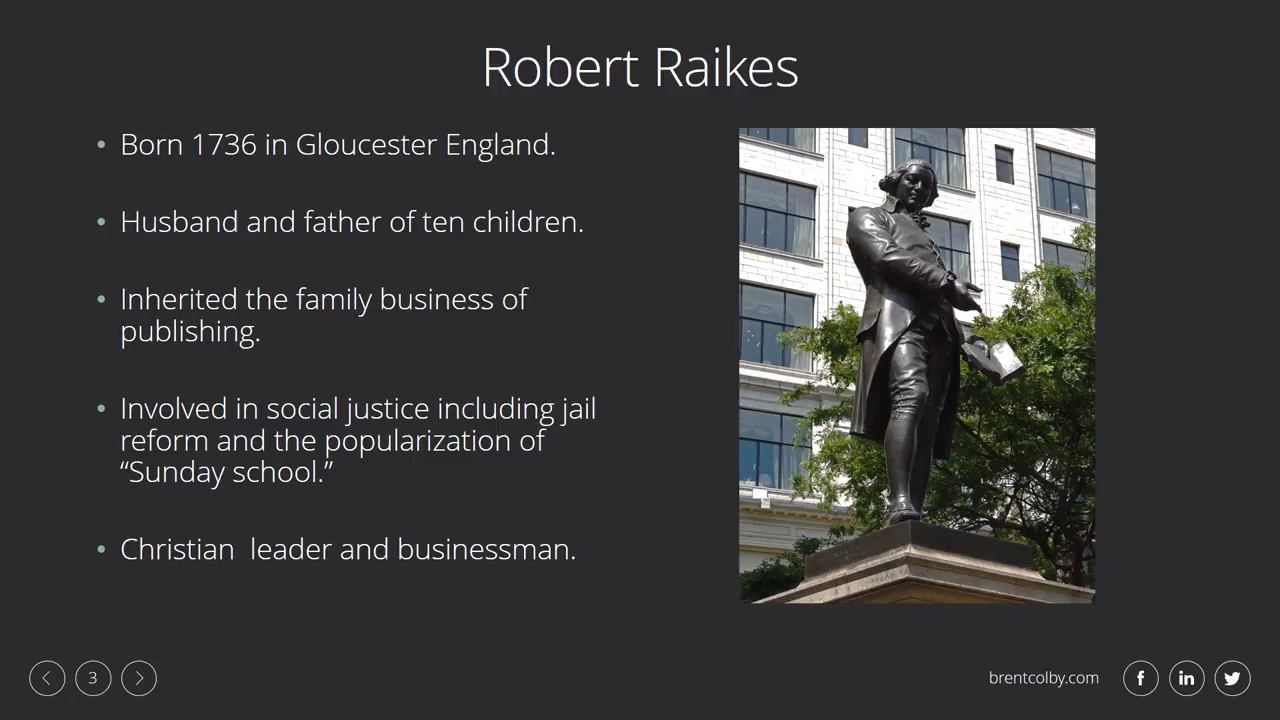 Robert Raikes
• Born 1736 in Gloucester England.
• Husband and father of ten children.
• Inherited the family business of
publishing.
• Involved in social justice including jail
reform and the popularization of
“Sunday school.”
• Christian  leader and businessman.
3
brentcolby.com